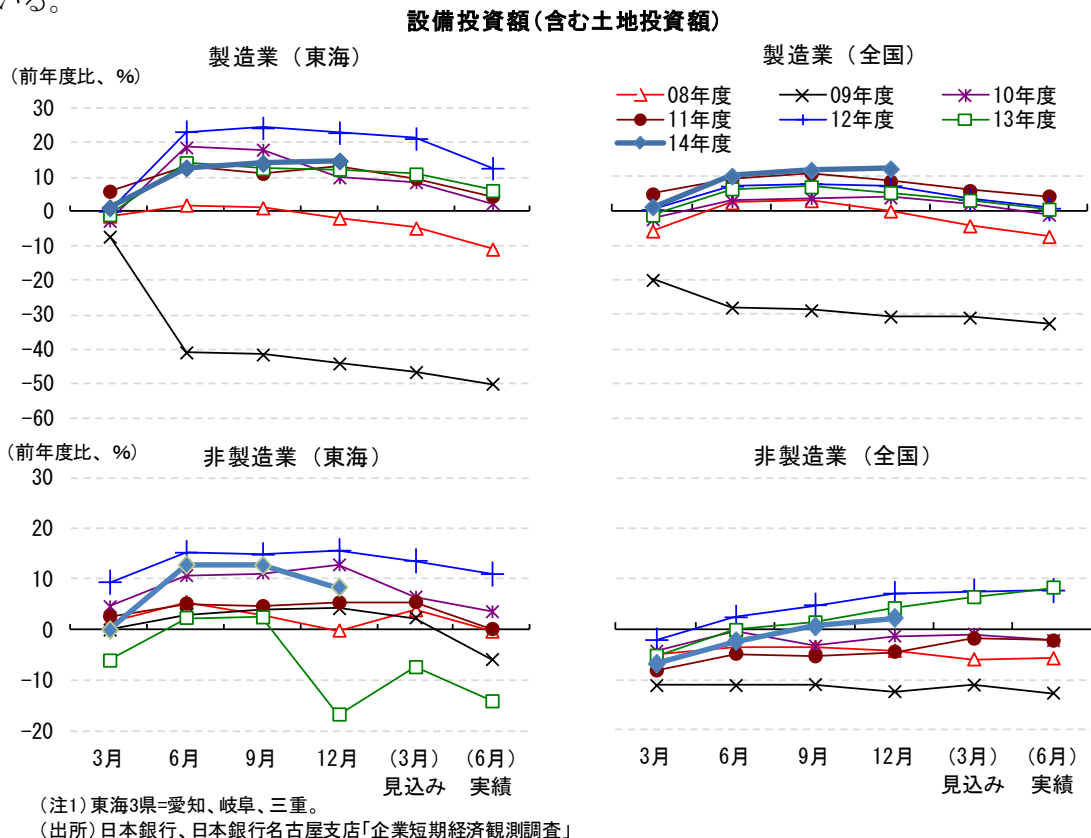 いる。
設備投資額（含む土地投資額）
製造業（東海）
製造業（全国）
（前年度比、%）
08年度
09年度
10年度
11年度
12年度
13年度
14年度
30
20
10
0
-10
-20
-30
-40
-50
-60
（前年度比、%）
非製造業（東海）
非製造業（全国）
30
20
10
0
-10
-20
3月 6月 9月 12月 （3月） （6月）
見込み 実績
3月 6月 9月 12月 （3月） （6月）
見込み 実績
（注1）東海3県=愛知、岐阜、三重。
（出所）日本銀行、日本銀行名古屋支店「企業短期経済観測調査」